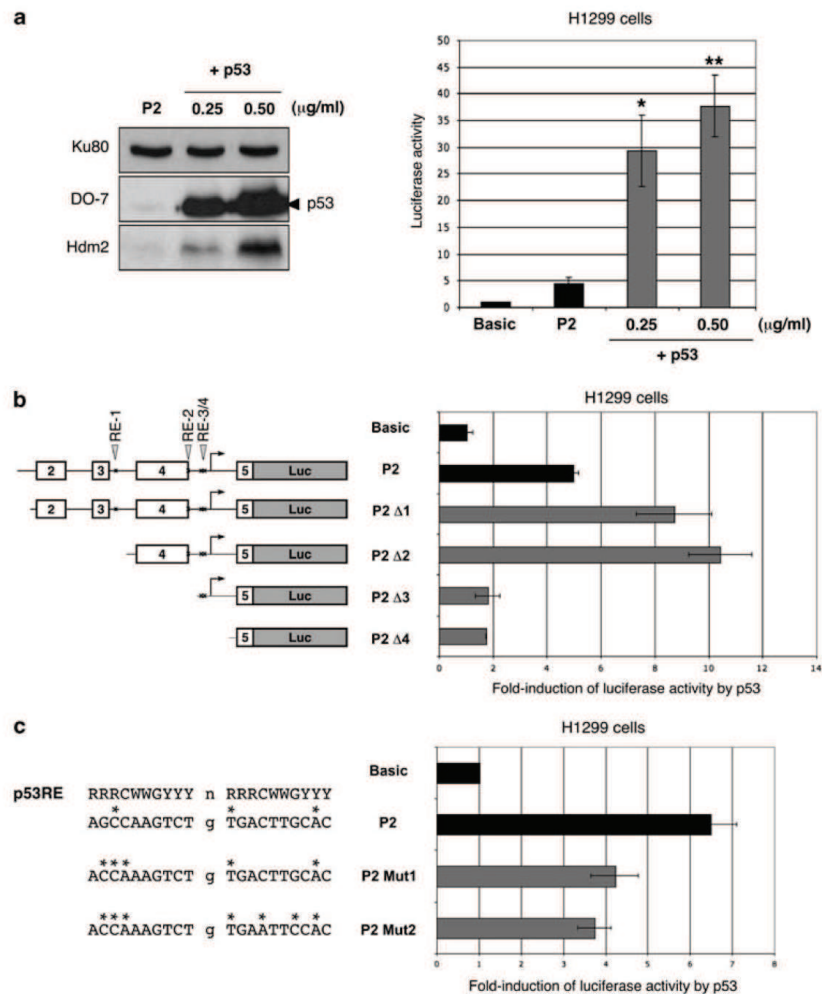 a
H1299 cells
+ p53
P2 0.25 0.50 (µg/ml)
Ku80
DO-7
p53
Hdm2
Luciferase activity
50
45
40
35
30
25
20
15
10
5
0
*
**
Basic P2 0.25 0.50 (µg/ml)
+ p53
b
H1299 cells
RE-1
RE-2
RE-3/4
2 3 4 5 Luc
2 3 4 5 Luc
4 5 Luc
5 Luc
5 Luc
Basic
P2
P2 Δ1
P2 Δ2
P2 Δ3
P2 Δ4
0 2 4 6 8 10 12 14
Fold-induction of luciferase activity by p53
c
H1299 cells
p53RE RRRCWWGYYY n RRRCWWGYYY
* * *
AGCCAAGTCT g TGACTTGCAC
*** * *
ACCAAAGTCT g TGACTTGCAC
*** * * * *
ACCAAAGTCT g TGAATTCCAC
Basic
P2
P2 Mut1
P2 Mut2
0 1 2 3 4 5 6 7 8
Fold-induction of luciferase activity by p53